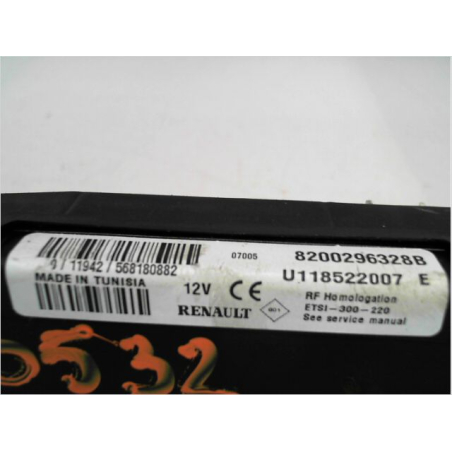 07005
8200296328B
9/11942/568180882
MADE IN TUNISIA
12V CE
U118522007 E
RENAULT
RF Homologation
ETSI-300-220
See service manual
0532